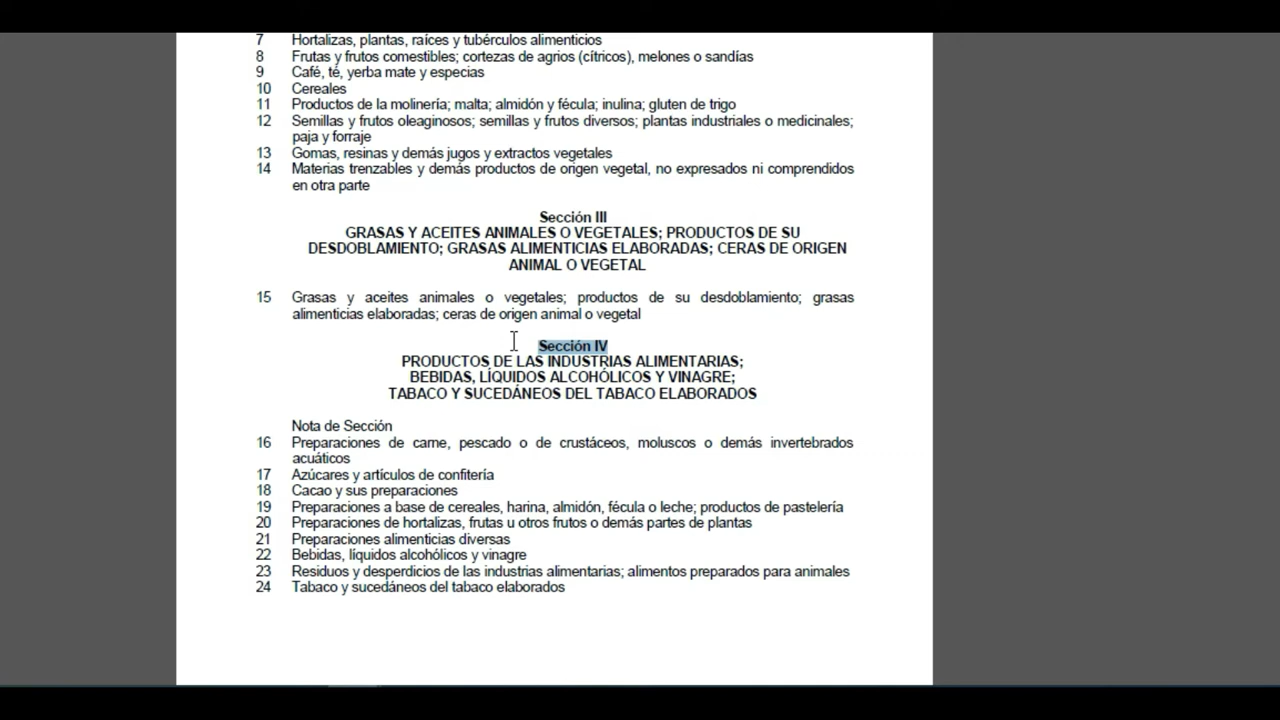 7 Hortalizas, plantas, raíces y tubérculos alimenticios
8 Frutas y frutos comestibles; cortezas de agrios (cítricos), melones o sandías
9 Café, té, yerba mate y especias
10 Cereales
11 Productos de la molinería; malta; almidón y fécula; inulina; gluten de trigo
12 Semillas y frutos oleaginosos; semillas y frutos diversos; plantas industriales o medicinales;
paja y forraje
13 Gomas, resinas y demás jugos y extractos vegetales
14 Materias trenzables y demás productos de origen vegetal, no expresados ni comprendidos
en otra parte
Sección III
GRASAS Y ACEITES ANIMALES O VEGETALES; PRODUCTOS DE SU
DESDOBLAMIENTO; GRASAS ALIMENTICIAS ELABORADAS; CERAS DE ORIGEN
ANIMAL O VEGETAL
15 Grasas y aceites animales o vegetales; productos de su desdoblamiento; grasas
alimenticias elaboradas; ceras de origen animal o vegetal
Sección IV
PRODUCTOS DE LAS INDUSTRIAS ALIMENTARIAS;
BEBIDAS, LÍQUIDOS ALCOHÓLICOS Y VINAGRE;
TABACO Y SUCEDÁNEOS DEL TABACO ELABORADOS
Nota de Sección
16 Preparaciones de carne, pescado o de crustáceos, moluscos o demás invertebrados
acuáticos
17 Azúcares y artículos de confitería
18 Cacao y sus preparaciones
19 Preparaciones a base de cereales, harina, almidón, fécula o leche; productos de pastelería
20 Preparaciones de hortalizas, frutas u otros frutos o demás partes de plantas
21 Preparaciones alimenticias diversas
22 Bebidas, líquidos alcohólicos y vinagre
23 Residuos y desperdicios de las industrias alimentarias; alimentos preparados para animales
24 Tabaco y sucedáneos del tabaco elaborados